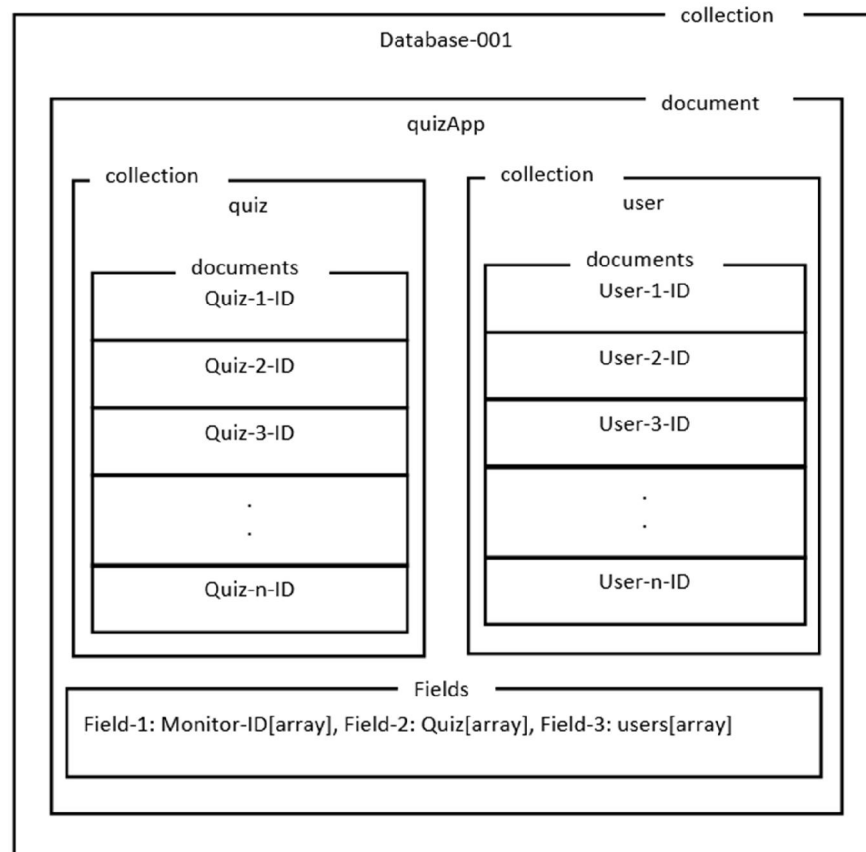 collection
Database-001
document
quizApp
collection
quiz
documents
Quiz-1-ID
Quiz-2-ID
Quiz-3-ID
.
.
Quiz-n-ID
collection
user
documents
User-1-ID
User-2-ID
User-3-ID
.
.
User-n-ID
Fields
Field-1: Monitor-ID[array], Field-2: Quiz[array], Field-3: users[array]